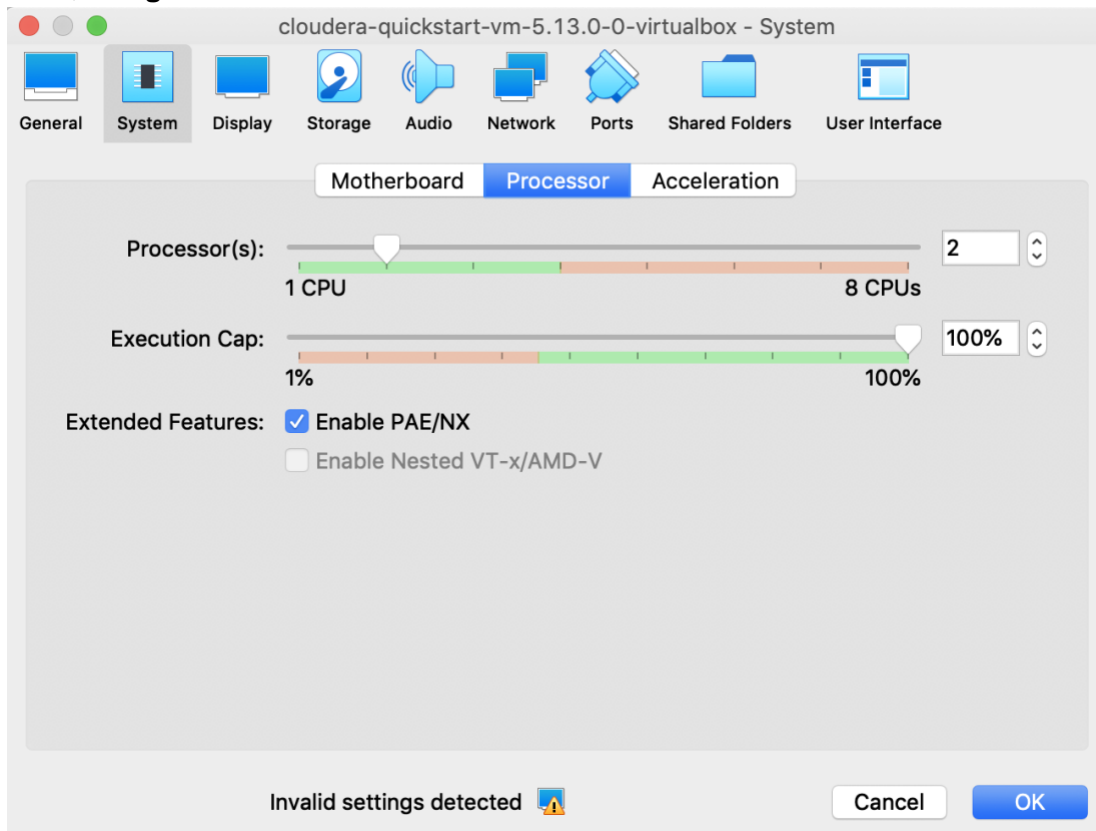 cloudera-quickstart-vm-5.13.0-0-virtualbox - System
General System Display Storage Audio Network Ports Shared Folders User Interface
Motherboard Processor Acceleration
Processor(s): 2
1 CPU 8 CPUs
Execution Cap: 100%
1% 100%
Extended Features: Enable PAE/NX
Enable Nested VT-x/AMD-V
Invalid settings detected Cancel OK